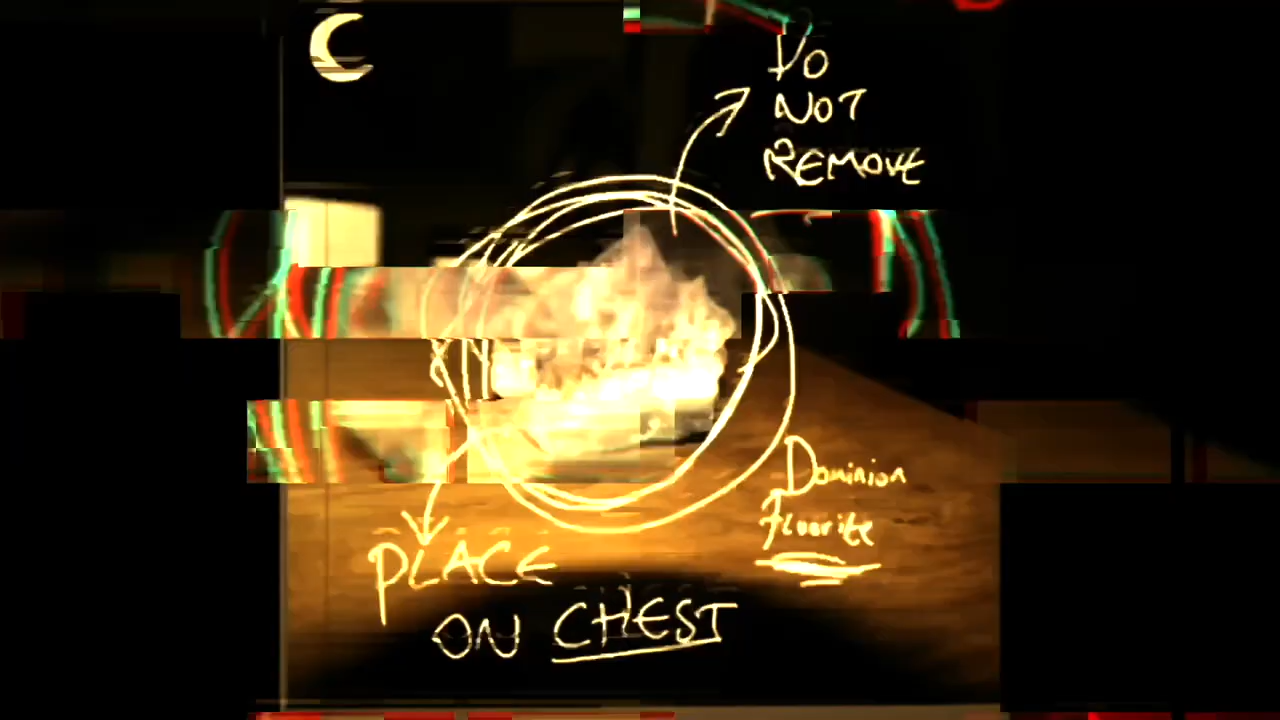 DO
NOT
REMOVE
Dominion
Fluorite
PLACE
ON CHEST